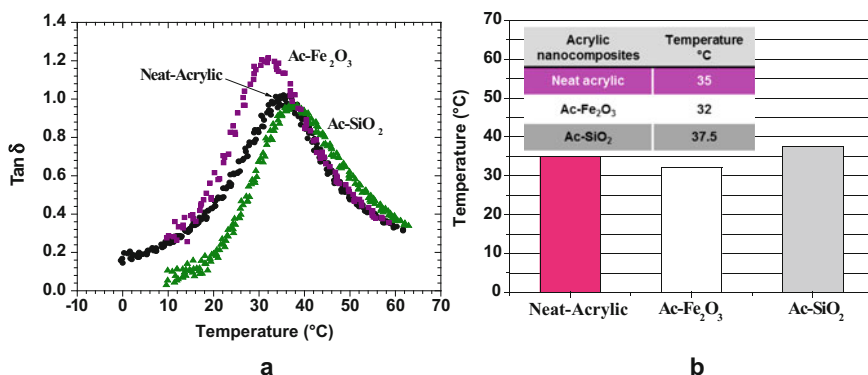 1.4
1.2
1.0
0.8
0.6
0.4
0.2
0.0
Tan δ
-10 0 10 20 30 40 50 60 70
Temperature (°C)
Ac-Fe₂O₃
Neat-Acrylic
Ac-SiO₂
a
70
60
50
40
30
20
10
0
Temperature (°C)
Acrylic Temperature
nanocomposites °C
Neat acrylic 35
Ac-Fe₂O₃ 32
Ac-SiO₂ 37.5
Neat-Acrylic Ac-Fe₂O₃ Ac-SiO₂
b